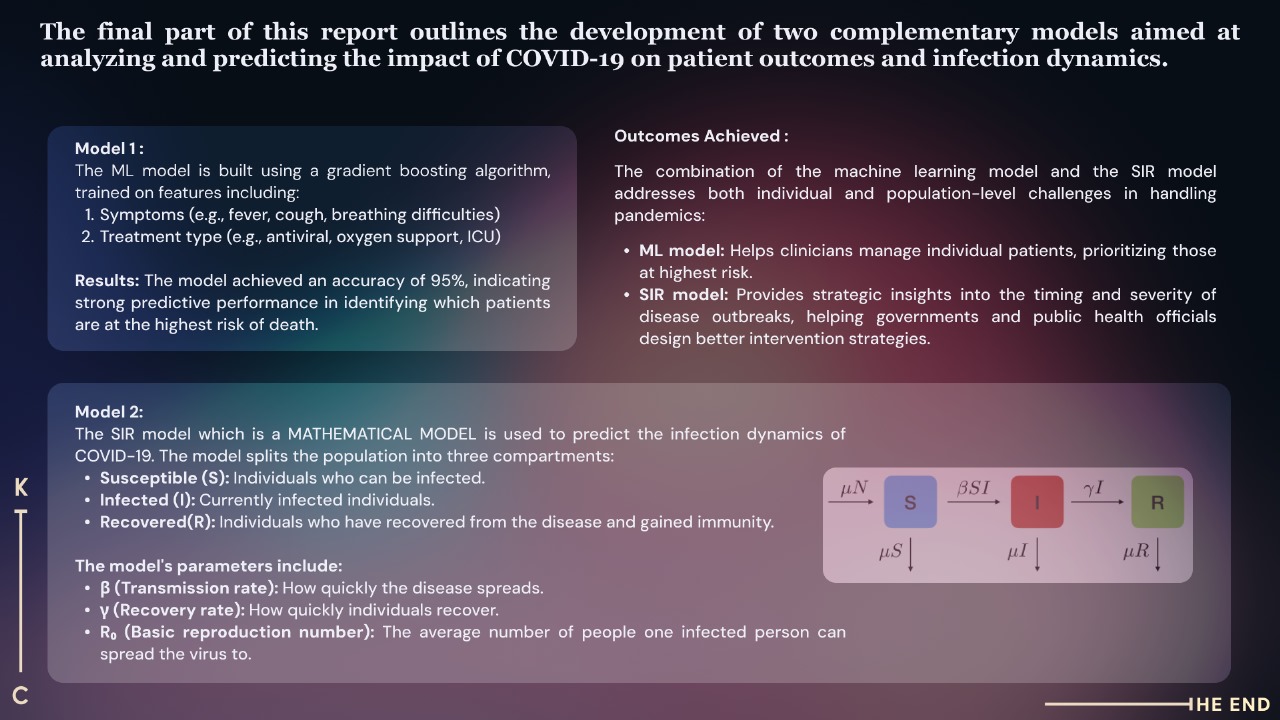 The final part of this report outlines the development of two complementary models aimed at
analyzing and predicting the impact of COVID-19 on patient outcomes and infection dynamics.
Model 1 :
The ML model is built using a gradient boosting algorithm,
trained on features including:
1. Symptoms (e.g., fever, cough, breathing difficulties)
2. Treatment type (e.g., antiviral, oxygen support, ICU)
Results: The model achieved an accuracy of 95%, indicating
strong predictive performance in identifying which patients
are at the highest risk of death.
Outcomes Achieved :
The combination of the machine learning model and the SIR model
addresses both individual and population-level challenges in handling
pandemics:
• ML model: Helps clinicians manage individual patients, prioritizing those
at highest risk.
• SIR model: Provides strategic insights into the timing and severity of
disease outbreaks, helping governments and public health officials
design better intervention strategies.
Model 2:
The SIR model which is a MATHEMATICAL MODEL is used to predict the infection dynamics of
COVID-19. The model splits the population into three compartments:
• Susceptible (S): Individuals who can be infected.
• Infected (I): Currently infected individuals.
• Recovered(R): Individuals who have recovered from the disease and gained immunity.
The model's parameters include:
• β (Transmission rate): How quickly the disease spreads.
• γ (Recovery rate): How quickly individuals recover.
• R₀ (Basic reproduction number): The average number of people one infected person can
spread the virus to.
μN S βSI I γI R
μS μI μR
K
C
THE END